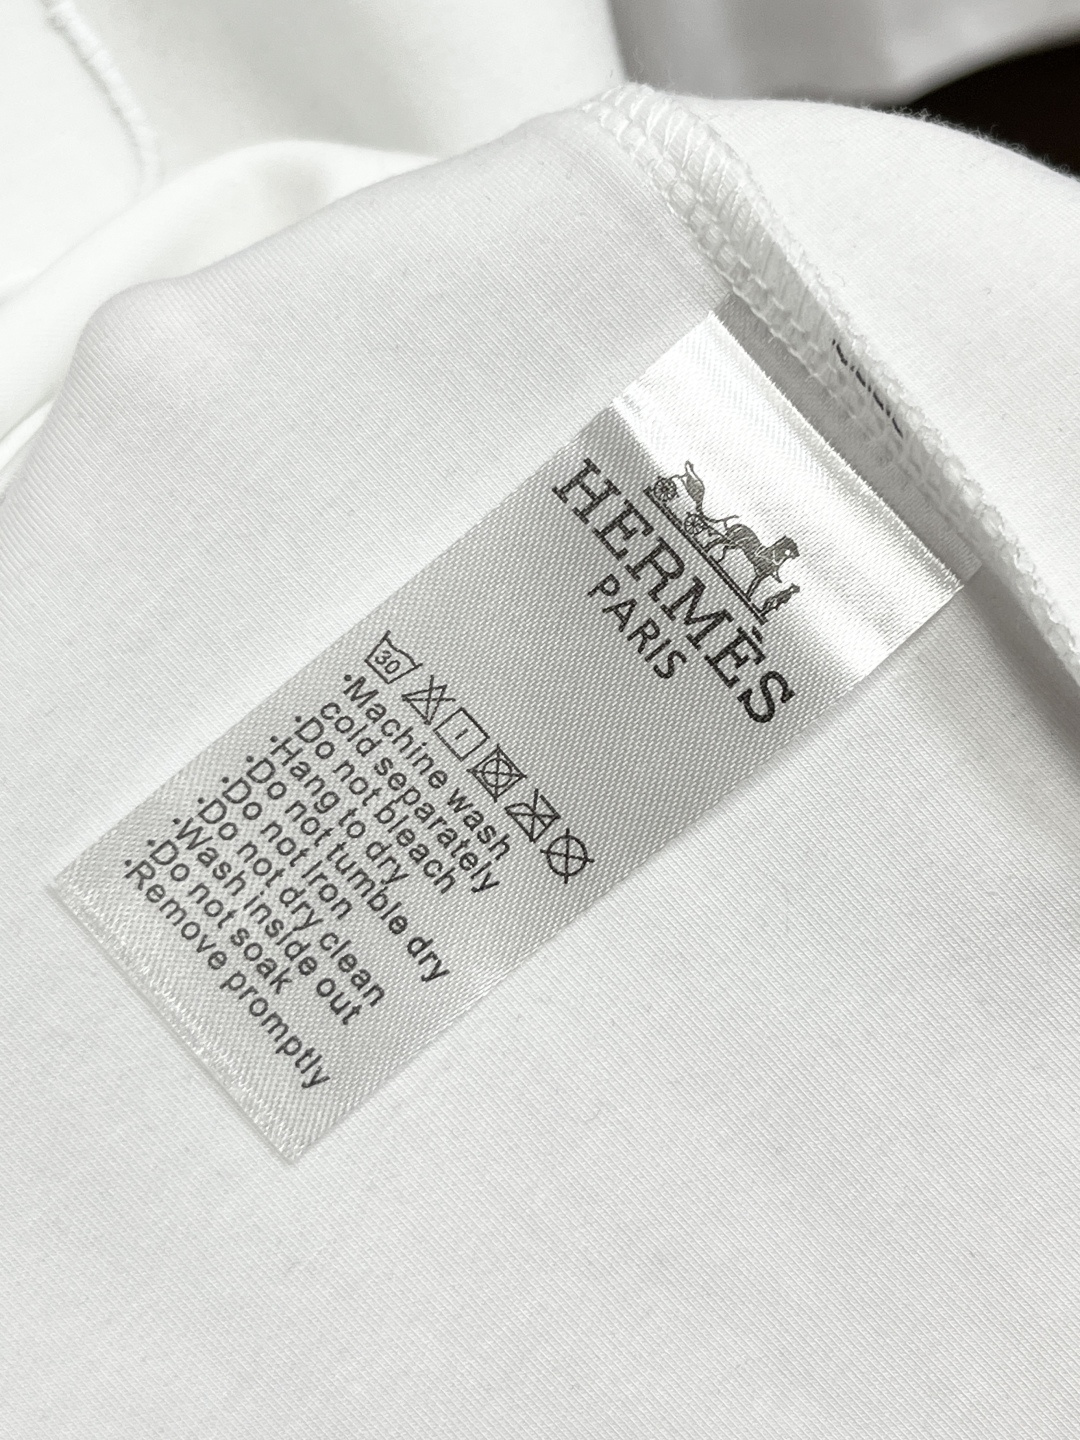 HERMÈS
PARIS
30
•Machine wash
cold separately
•Do not bleach
•Hang to dry
•Do not tumble dry
•Do not Iron
•Do not dry clean
•Wash inside out
•Do not soak
•Remove promptly